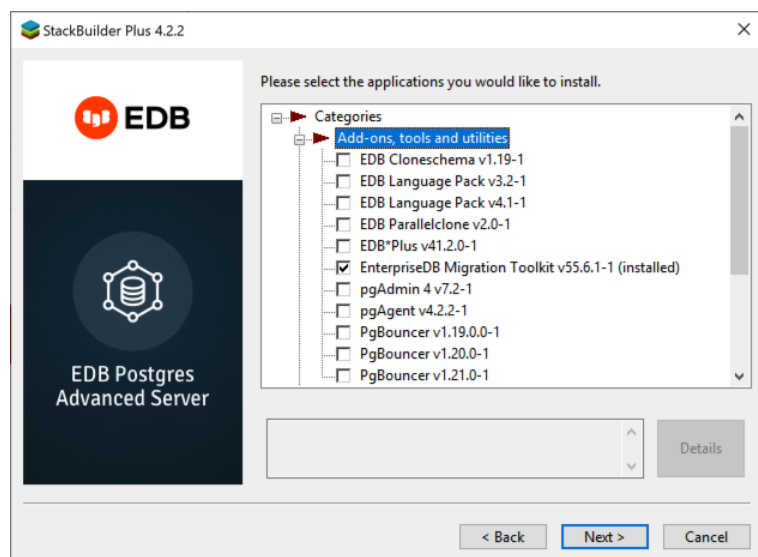 StackBuilder Plus 4.2.2
EDB
EDB Postgres
Advanced Server
Please select the applications you would like to install.
Categories
Add-ons, tools and utilities
EDB Cloneschema v1.19-1
EDB Language Pack v3.2-1
EDB Language Pack v4.1-1
EDB Parallelclone v2.0-1
EDB*Plus v41.2.0-1
EnterpriseDB Migration Toolkit v55.6.1-1 (installed)
pgAdmin 4 v7.2-1
pgAgent v4.2.2-1
PgBouncer v1.19.0.0-1
PgBouncer v1.20.0-1
PgBouncer v1.21.0-1
Details
< Back
Next >
Cancel